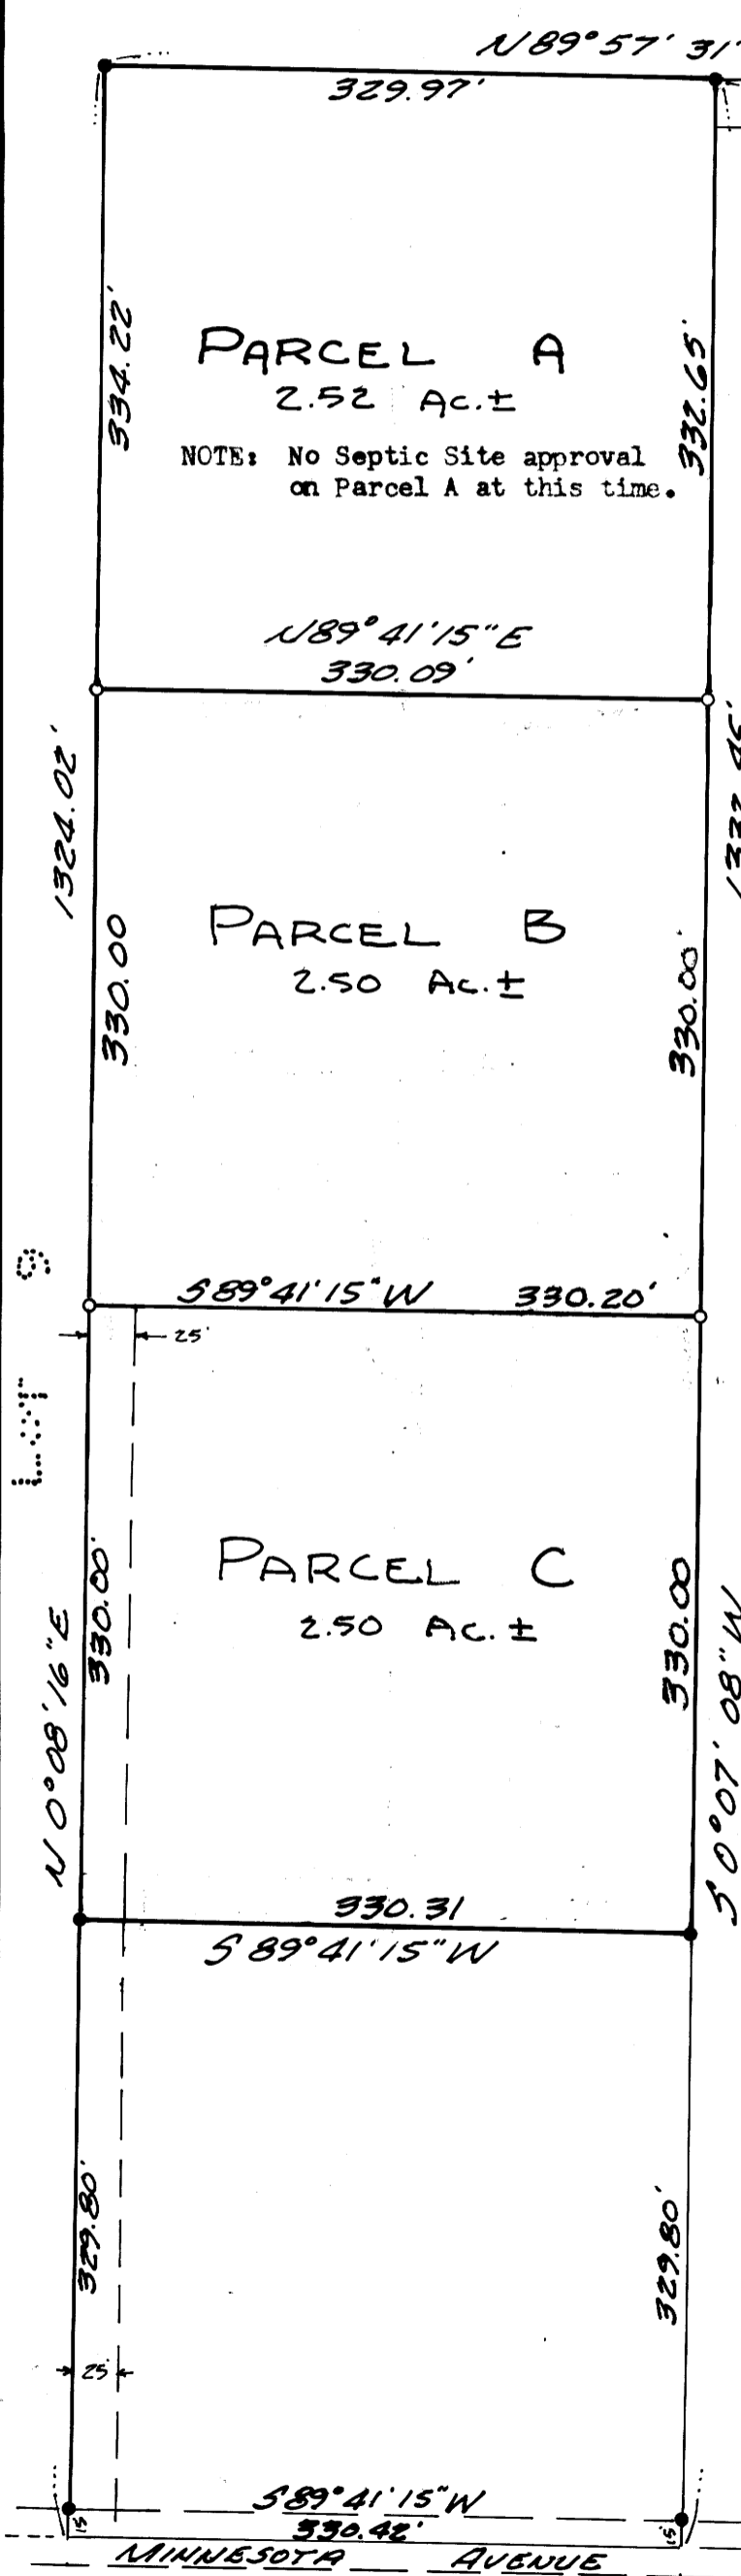 N 89° 57' 31"
329.97'
334.22'
332.65'
PARCEL A
2.52 Ac.±
NOTE: No Septic Site approval
on Parcel A at this time.
N 89° 41' 15" E
330.09'
1324.02'
330.00
330.00'
PARCEL B
2.50 Ac.±
LOT 9
S 89° 41' 15" W 330.20'
25'
N 0° 08' 16" E
330.00'
330.00
S 0° 07' 08" W
PARCEL C
2.50 Ac.±
330.31
S 89° 41' 15" W
329.80'
329.80'
25'
S 89° 41' 15" W
15' 330.42' 15'
MINNESOTA AVENUE